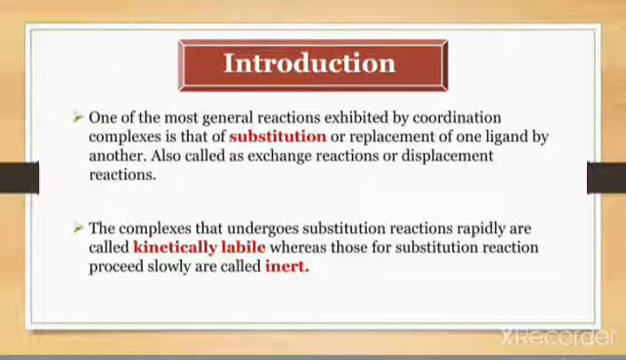 Introduction
One of the most general reactions exhibited by coordination
complexes is that of substitution or replacement of one ligand by
another. Also called as exchange reactions or displacement
reactions.
The complexes that undergoes substitution reactions rapidly are
called kinetically labile whereas those for substitution reaction
proceed slowly are called inert.
XRecorder